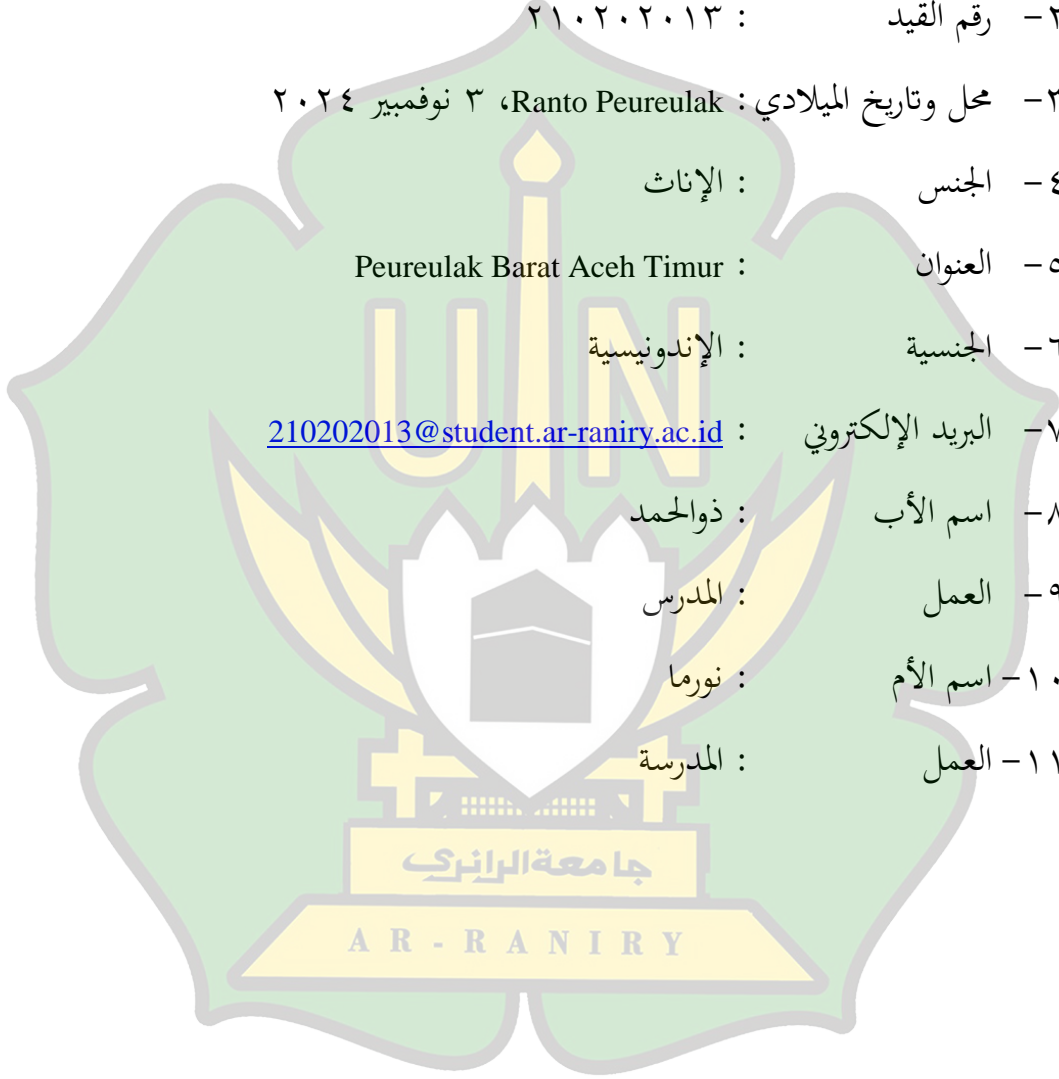 ٢- رقم القيد : ٢١٠٢٠٢٠١٣
٣- محل وتاريخ الميلادي : Ranto Peureulak، ٣ نوفمبير ٢٠٢٤
٤- الجنس : الإناث
٥- العنوان : Peureulak Barat Aceh Timur
٦- الجنسية : الإندونيسية
٧- البريد الإلكتروني : 210202013@student.ar-raniry.ac.id
٨- اسم الأب : ذوالحمد
٩- العمل : المدرس
١٠- اسم الأم : نورما
١١- العمل : المدرسة
UIN
جامعة الرانري
AR-RANIRY